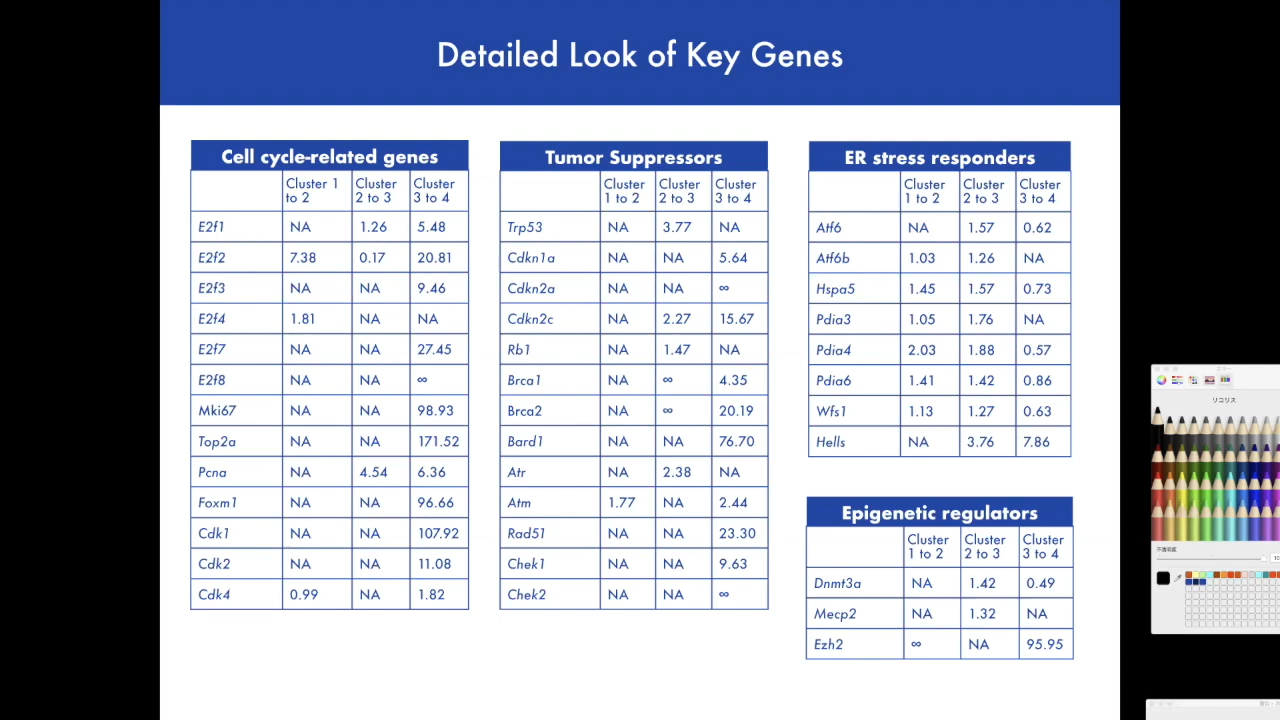 Detailed Look of Key Genes
Cell cycle-related genes
Cluster 1 to 2 Cluster 2 to 3 Cluster 3 to 4
E2f1 NA 1.26 5.48
E2f2 7.38 0.17 20.81
E2f3 NA NA 9.46
E2f4 1.81 NA NA
E2f7 NA NA 27.45
E2f8 NA NA ∞
Mki67 NA NA 98.93
Top2a NA NA 171.52
Pcna NA 4.54 6.36
Foxm1 NA NA 96.66
Cdk1 NA NA 107.92
Cdk2 NA NA 11.08
Cdk4 0.99 NA 1.82
Tumor Suppressors
Cluster 1 to 2 Cluster 2 to 3 Cluster 3 to 4
Trp53 NA 3.77 NA
Cdkn1a NA NA 5.64
Cdkn2a NA NA ∞
Cdkn2c NA 2.27 15.67
Rb1 NA 1.47 NA
Brca1 NA ∞ 4.35
Brca2 NA ∞ 20.19
Bard1 NA NA 76.70
Atr NA 2.38 NA
Atm 1.77 NA 2.44
Rad51 NA NA 23.30
Chek1 NA NA 9.63
Chek2 NA NA ∞
ER stress responders
Cluster 1 to 2 Cluster 2 to 3 Cluster 3 to 4
Atf6 NA 1.57 0.62
Atf6b 1.03 1.26 NA
Hspa5 1.45 1.57 0.73
Pdia3 1.05 1.76 NA
Pdia4 2.03 1.88 0.57
Pdia6 1.41 1.42 0.86
Wfs1 1.13 1.27 0.63
Hells NA 3.76 7.86
Epigenetic regulators
Cluster 1 to 2 Cluster 2 to 3 Cluster 3 to 4
Dnmt3a NA 1.42 0.49
Mecp2 NA 1.32 NA
Ezh2 ∞ NA 95.95
カラー
リコリス
不透明度